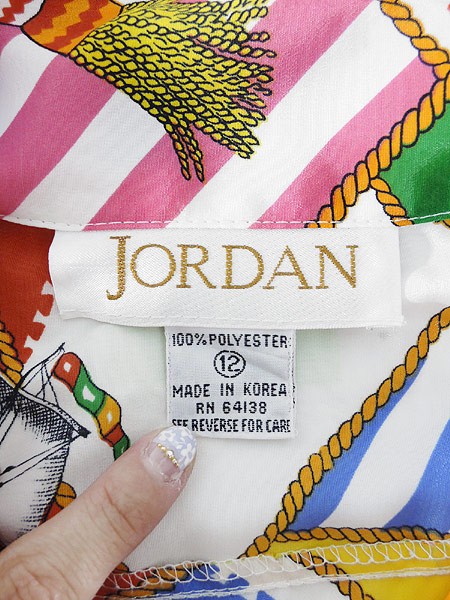 JORDAN
100% POLYESTER
12
MADE IN KOREA
RN 64138
SEE REVERSE FOR CARE